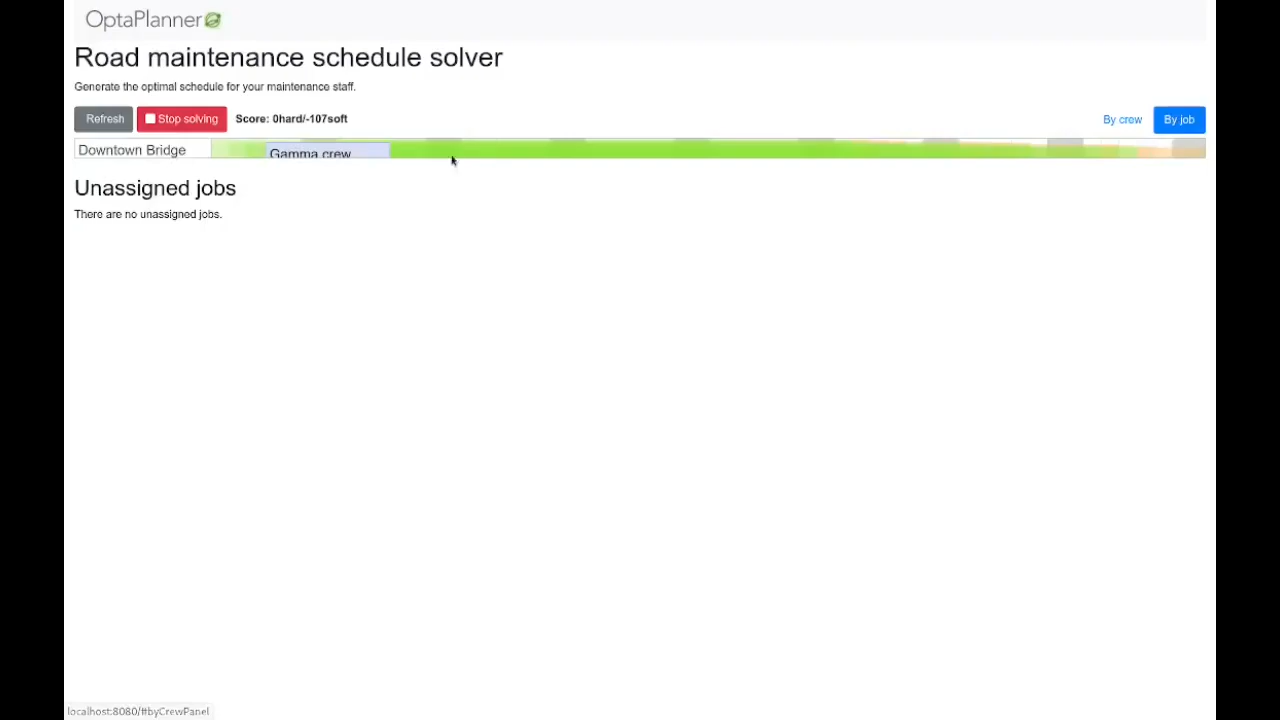 OptaPlanner
Road maintenance schedule solver
Generate the optimal schedule for your maintenance staff.
Refresh Stop solving Score: 0hard/-107soft By crew By job
Downtown Bridge Gamma crew
Unassigned jobs
There are no unassigned jobs.
localhost:8080/#byCrewPanel